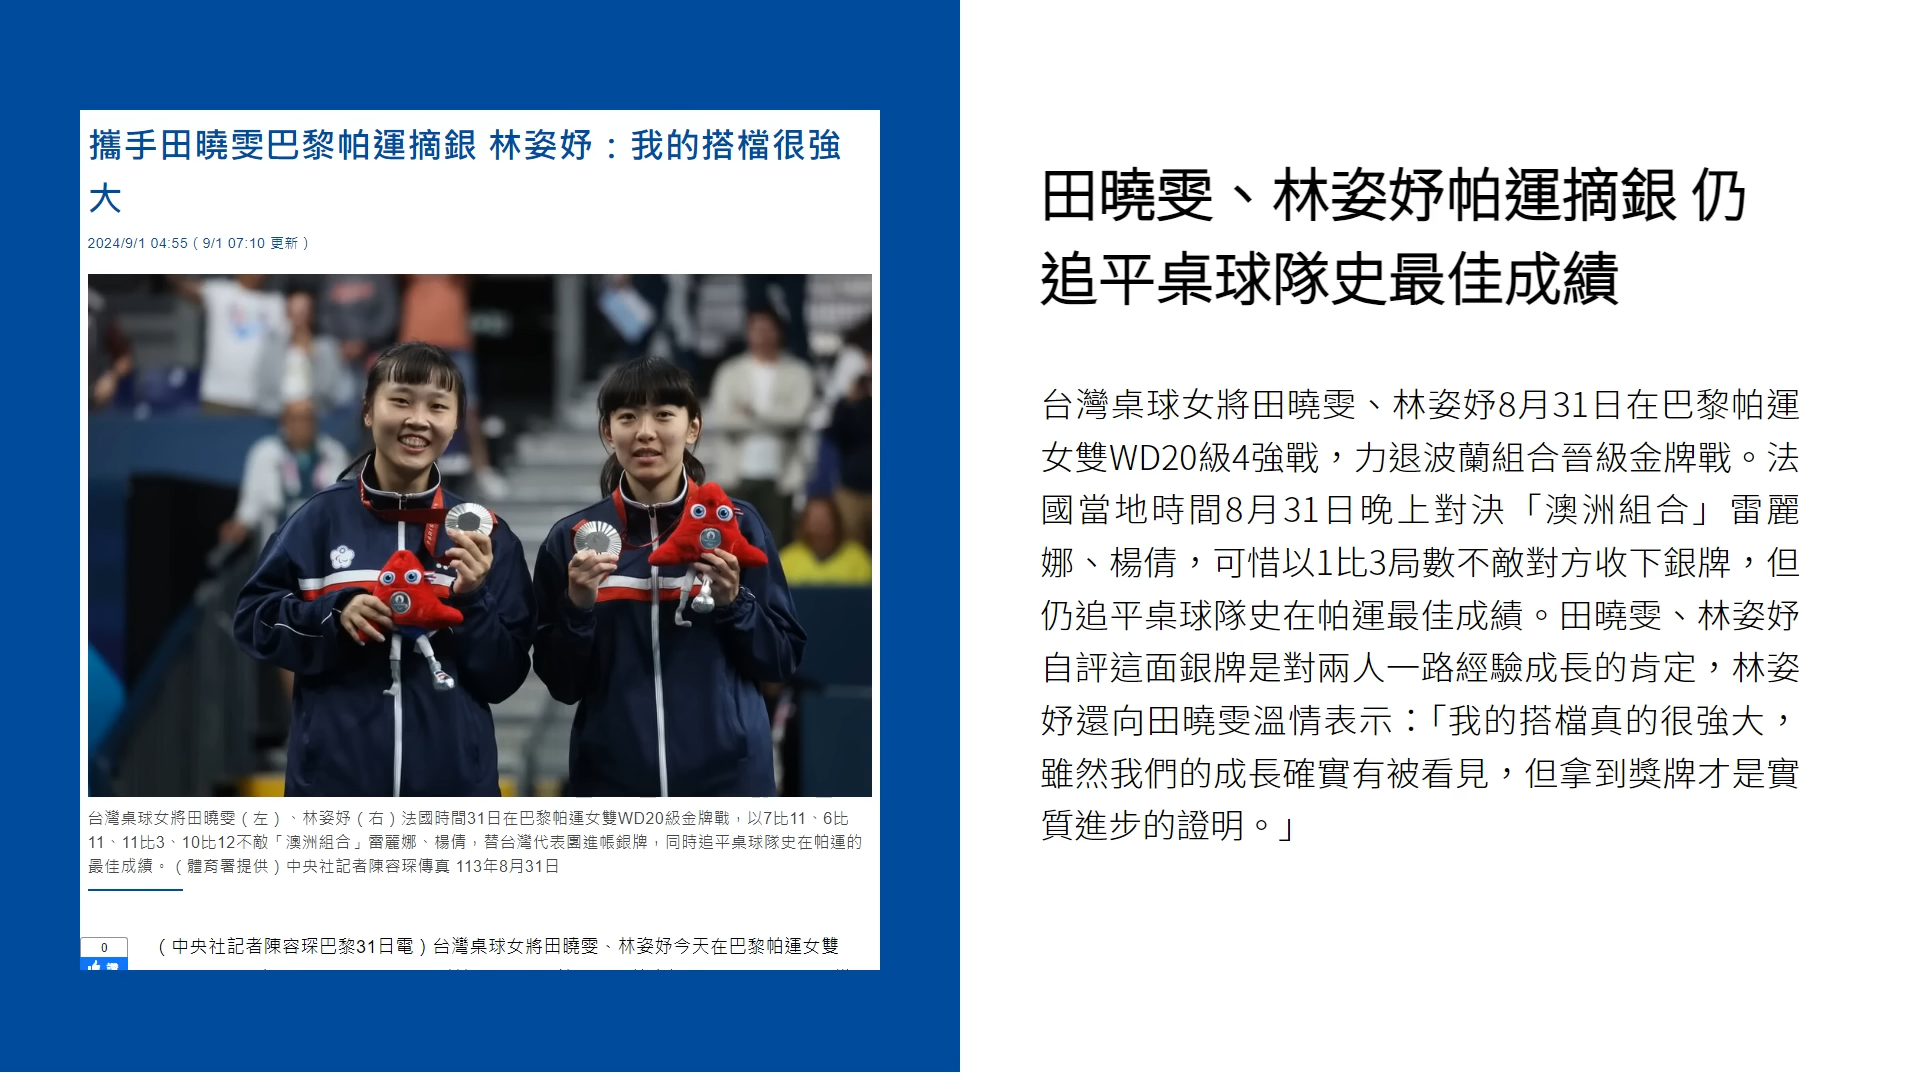 攜手田曉雯巴黎帕運摘銀 林姿妤：我的搭檔很強
大
2024/9/1 04:55（9/1 07:10 更新）
台灣桌球女將田曉雯（左）、林姿妤（右）法國時間31日在巴黎帕運女雙WD20級金牌戰，以7比11、6比
11、11比3、10比12不敵「澳洲組合」雷麗娜、楊倩，替台灣代表團進帳銀牌，同時追平桌球隊史在帕運的
最佳成績。（體育署提供）中央社記者陳容琛傳真 113年8月31日
0
讚
（中央社記者陳容琛巴黎31日電）台灣桌球女將田曉雯、林姿妤今天在巴黎帕運女雙
田曉雯、林姿妤帕運摘銀 仍
追平桌球隊史最佳成績
台灣桌球女將田曉雯、林姿妤8月31日在巴黎帕運
女雙WD20級4強戰，力退波蘭組合晉級金牌戰。法
國當地時間8月31日晚上對決「澳洲組合」雷麗
娜、楊倩，可惜以1比3局數不敵對方收下銀牌，但
仍追平桌球隊史在帕運最佳成績。田曉雯、林姿妤
自評這面銀牌是對兩人一路經驗成長的肯定，林姿
妤還向田曉雯溫情表示：「我的搭檔真的很強大，
雖然我們的成長確實有被看見，但拿到獎牌才是實
質進步的證明。」